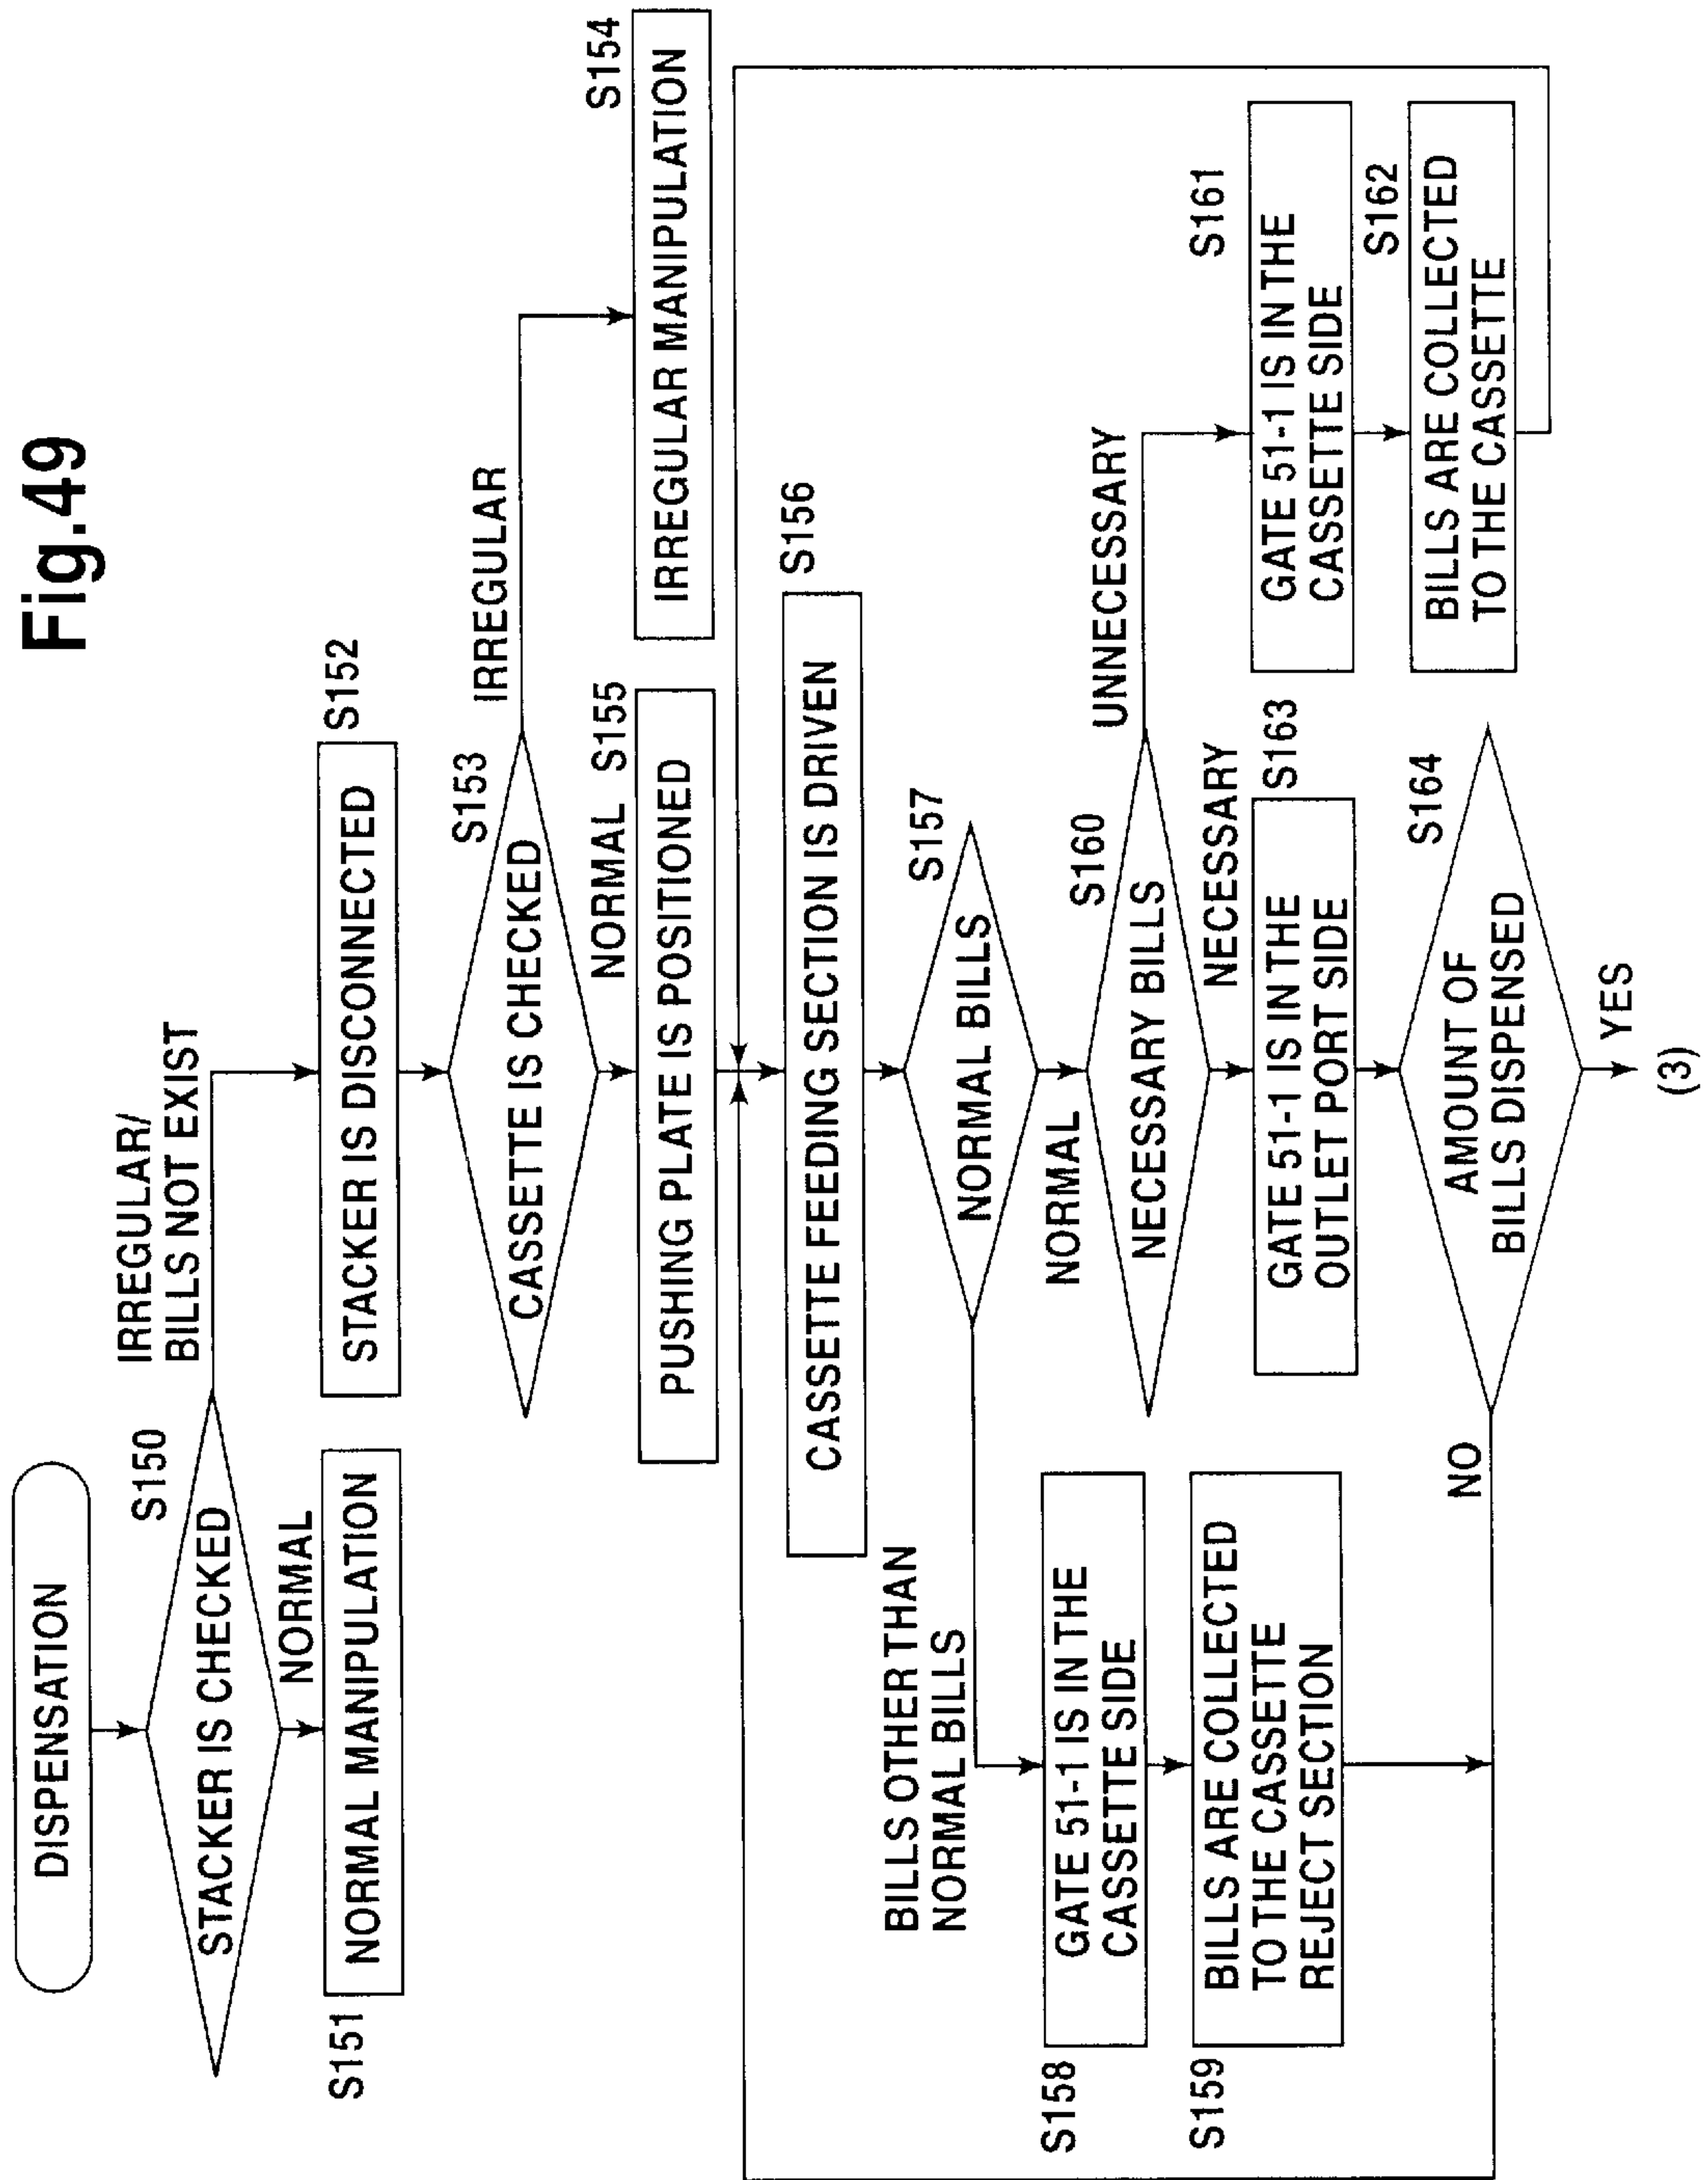 Fig.49
DISPENSATION
S150
STACKER IS CHECKED
IRREGULAR/
BILLS NOT EXIST
NORMAL
S151
NORMAL MANIPULATION
S152
STACKER IS DISCONNECTED
S153
CASSETTE IS CHECKED
IRREGULAR
S154
IRREGULAR MANIPULATION
NORMAL
S155
PUSHING PLATE IS POSITIONED
S156
CASSETTE FEEDING SECTION IS DRIVEN
S157
NORMAL BILLS
BILLS OTHER THAN
NORMAL BILLS
NORMAL
S158
GATE 51-1 IS IN THE
CASSETTE SIDE
S159
BILLS ARE COLLECTED
TO THE CASSETTE
REJECT SECTION
S160
NECESSARY BILLS
UNNECESSARY
NECESSARY
S161
GATE 51-1 IS IN THE
CASSETTE SIDE
S162
BILLS ARE COLLECTED
TO THE CASSETTE
S163
GATE 51-1 IS IN THE
OUTLET PORT SIDE
S164
AMOUNT OF
BILLS DISPENSED
NO
YES
(3)